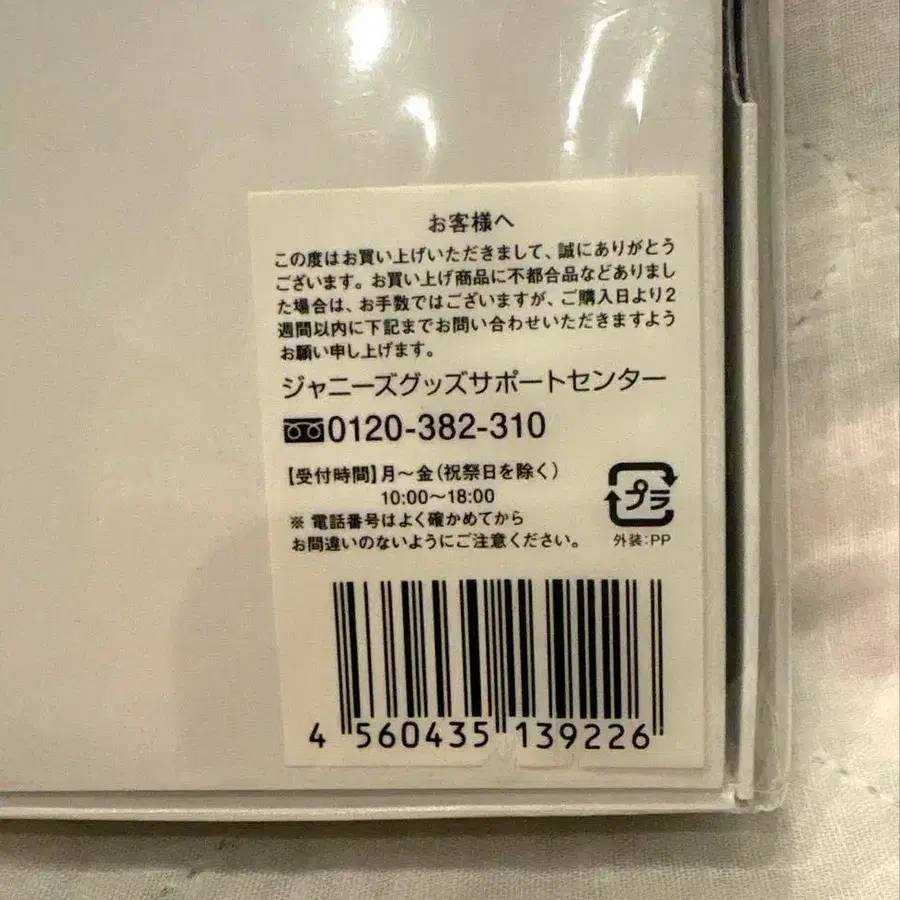 お客様へ
この度はお買い上げいただきまして、誠にありがとう
ございます。お買い上げ商品に不都合品などありまし
た場合は、お手数ではございますが、ご購入日より2
週間以内に下記までお問い合わせいただきますよう
お願い申し上げます。
ジャニーズグッズサポートセンター
0120-382-310
【受付時間】月～金(祝祭日を除く)
10:00～18:00
※ 電話番号はよく確かめてから
お間違いのないようにご注意ください。
プラ
外装:PP
4 560435 139226